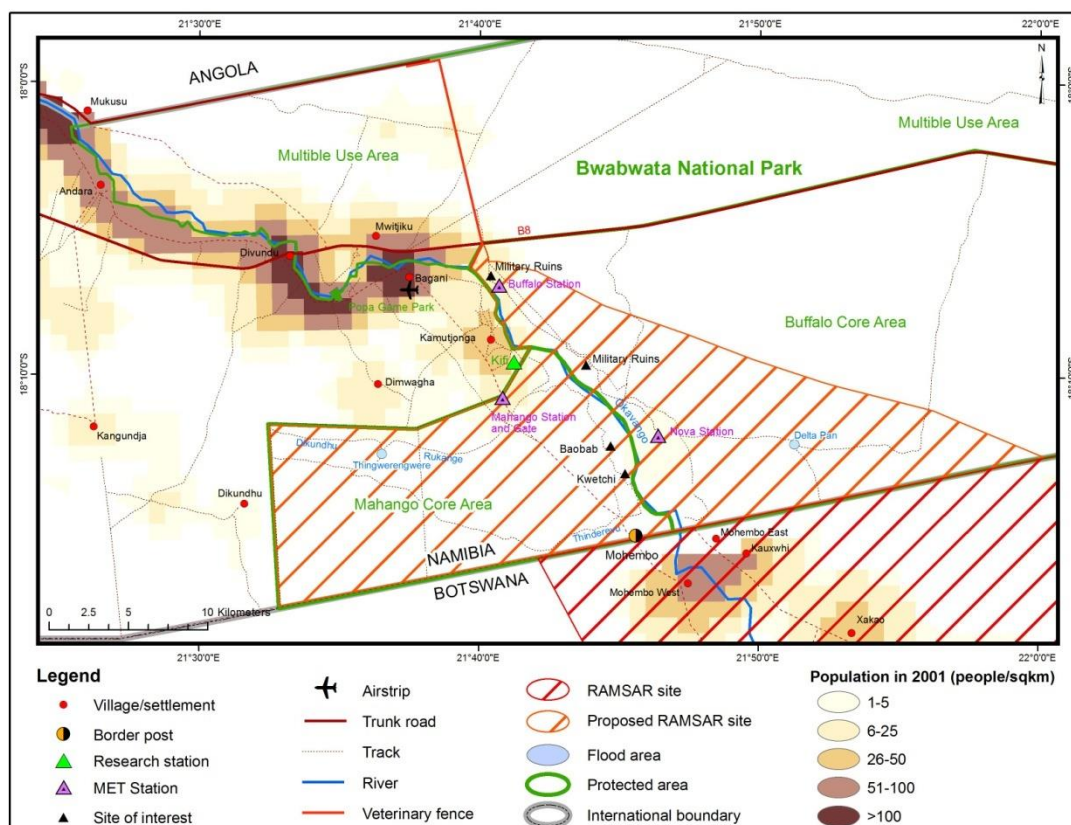 21°30'0"E
21°40'0"E
21°50'0"E
22°0'0"E
N
ANGOLA
18°0'0"S
18°0'0"S
Mukusu
Multible Use Area
Multible Use Area
Bwabwata National Park
Andara
Mwitjiku
B8
Divundu
Military Ruins
Bagani
Buffalo Station
Popa Game Park
Buffalo Core Area
Kamutjonga
Kifi
Military Ruins
18°10'0"S
18°10'0"S
Dimwagha
Mahango Station
and Gate
Okavango
Kangundja
Nova Station
Delta Pan
Dikundhu
Rukange
Baobab
Thingwerengwere
Kwetchi
Dikundhu
Mahango Core Area
Thinderevu
Mohembo East
NAMIBIA
Mohembo
Kauxwhi
BOTSWANA
Mohembo West
0 2.5 5 10 Kilometers
Xakao
21°30'0"E
21°40'0"E
21°50'0"E
22°0'0"E
Legend
Village/settlement
Border post
Research station
MET Station
Site of interest
Airstrip
Trunk road
Track
River
Veterinary fence
RAMSAR site
Proposed RAMSAR site
Flood area
Protected area
International boundary
Population in 2001 (people/sqkm)
1-5
6-25
26-50
51-100
>100